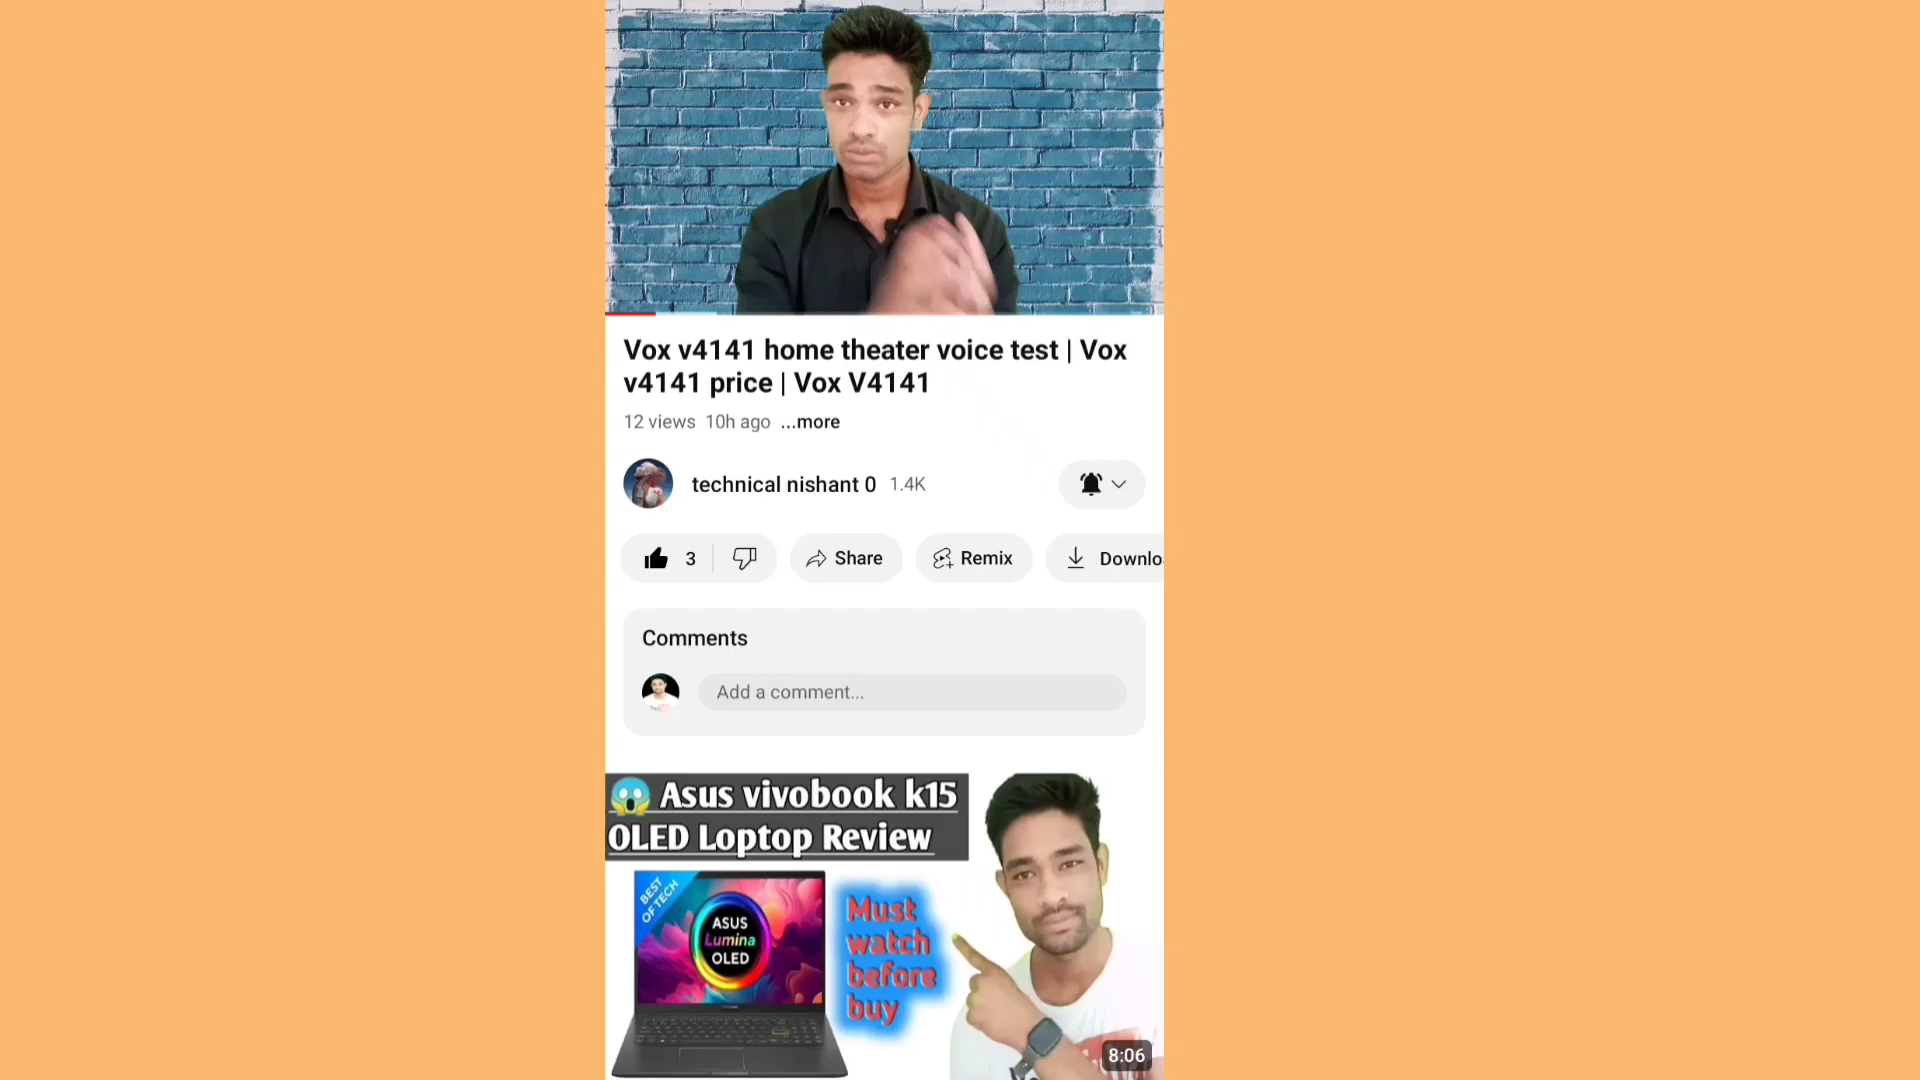 Vox v4141 home theater voice test | Vox
v4141 price | Vox V4141
12 views 10h ago ...more
technical nishant 0 1.4K
3
Share
Remix
Downlo
Comments
Add a comment...
😱 Asus vivobook k15
OLED Loptop Review
BEST
OF TECH
ASUS
Lumina
OLED
Must
watch
before
buy
8:06